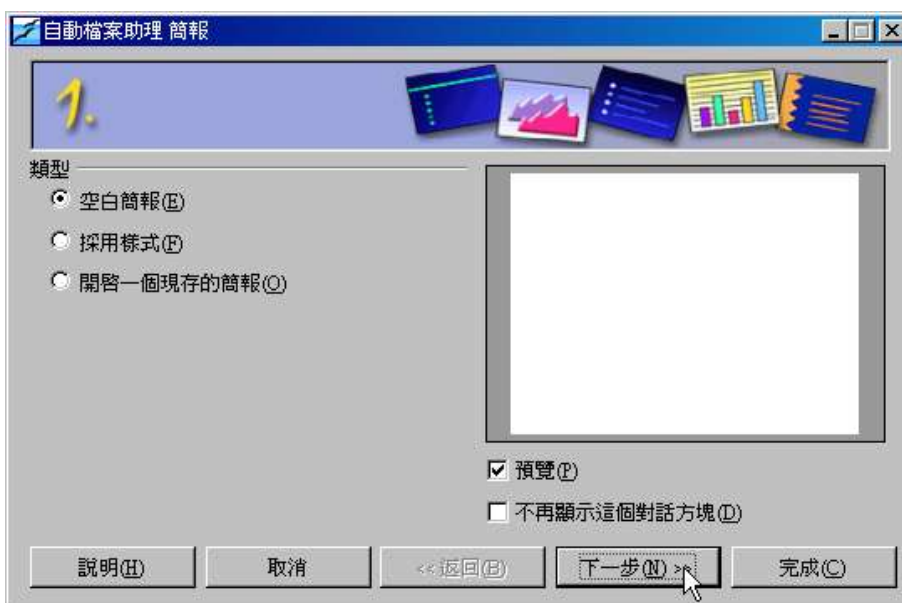 自動檔案助理 簡報
1.
類型
空白簡報(E)
採用樣式(F)
開啓一個現存的簡報(O)
預覽(P)
不再顯示這個對話方塊(D)
說明(H)
取消
<<返回(B)
下一步(N) >>
完成(C)